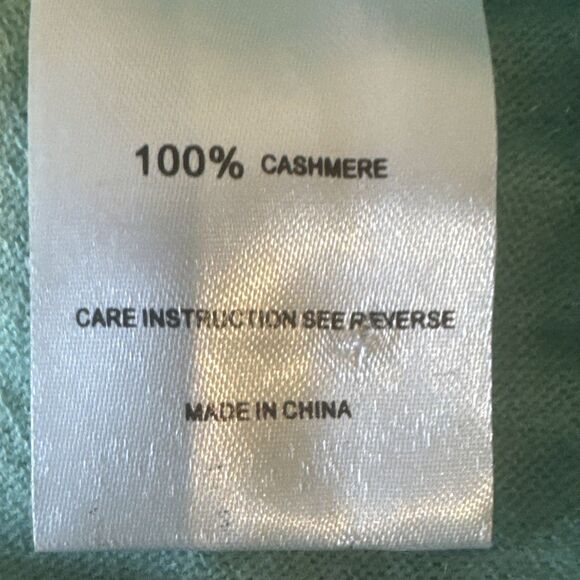 100% CASHMERE
CARE INSTRUCTION SEE REVERSE
MADE IN CHINA